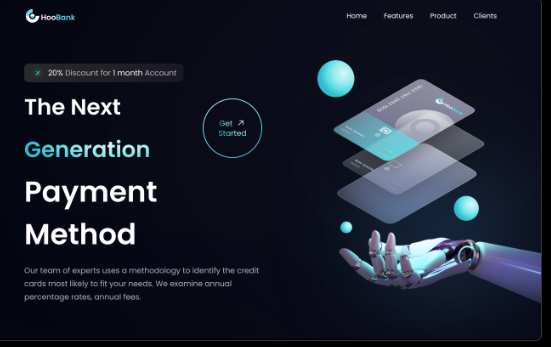 HooBank
Home Features Product Clients
20% Discount for 1 month Account
The Next
Generation
Payment
Method
Get
Started
HooBank
Our team of experts uses a methodology to identify the credit
cards most likely to fit your needs. We examine annual
percentage rates, annual fees.